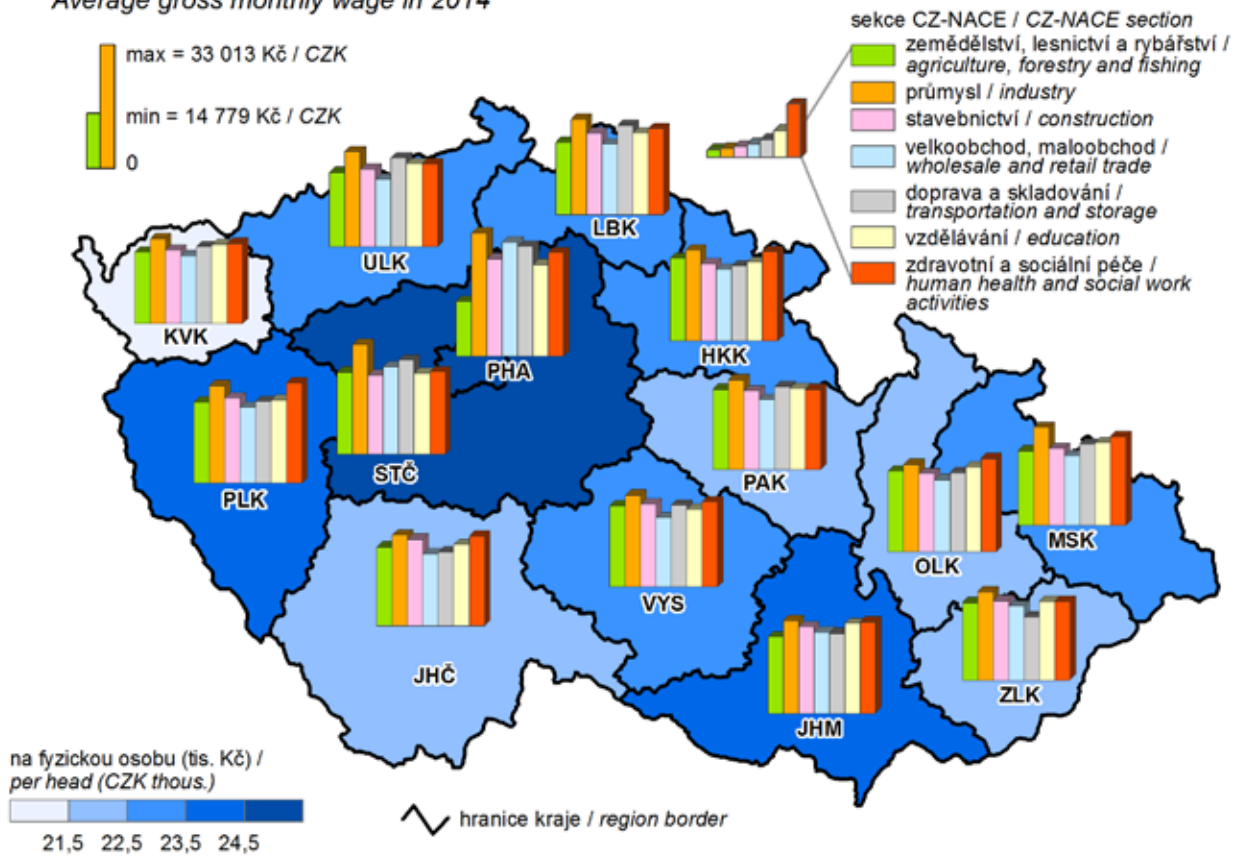 Average gross monthly wage in 2014
max = 33 013 Kč / CZK
min = 14 779 Kč / CZK
0
sekce CZ-NACE / CZ-NACE section
zemědělství, lesnictví a rybářství /
agriculture, forestry and fishing
průmysl / industry
stavebnictví / construction
velkoobchod, maloobchod /
wholesale and retail trade
doprava a skladování /
transportation and storage
vzdělávání / education
zdravotní a sociální péče /
human health and social work
activities
LBK
ULK
KVK
HKK
PHA
STČ
PAK
PLK
MSK
OLK
VYS
JHČ
ZLK
JHM
na fyzickou osobu (tis. Kč) /
per head (CZK thous.)
21,5 22,5 23,5 24,5
hranice kraje / region border